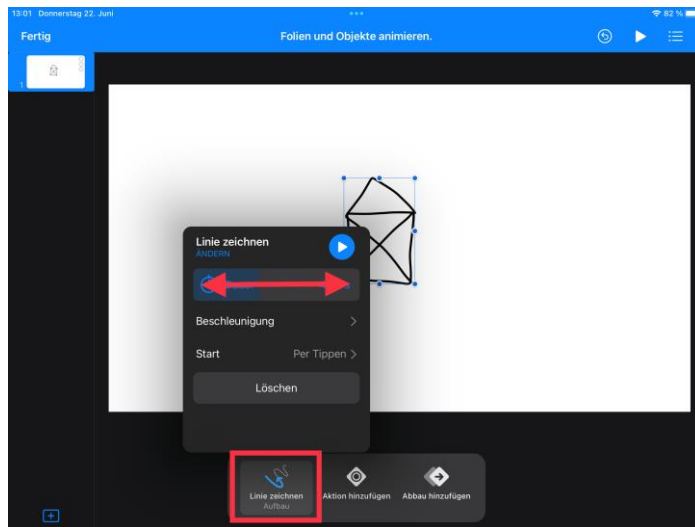 13:01 Donnerstag 22. Juni
82 %
Fertig
Folien und Objekte animieren.
1
Linie zeichnen
ÄNDERN
Beschleunigung
Start
Per Tippen
Löschen
Linie zeichnen
Aufbau
Aktion hinzufügen
Abbau hinzufügen